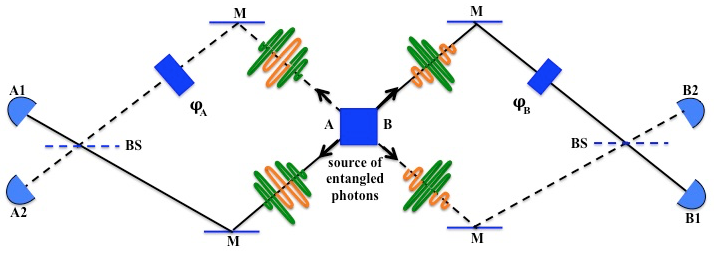 M
M
A1
φA
A
B
φB
B2
BS
BS
source of
entangled
photons
A2
B1
M
M